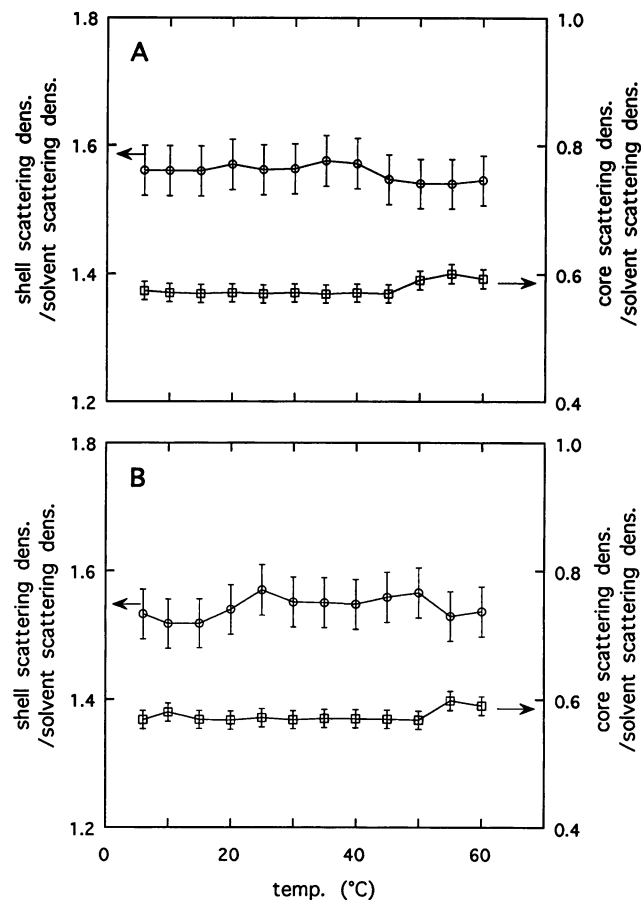 1.8
1.0
A
shell scattering dens.
/solvent scattering dens.
1.6
0.8
core scattering dens.
/solvent scattering dens.
1.4
0.6
1.2
0.4
1.8
1.0
B
shell scattering dens.
/solvent scattering dens.
1.6
0.8
core scattering dens.
/solvent scattering dens.
1.4
0.6
1.2
0.4
0 20 40 60
temp. (°C)